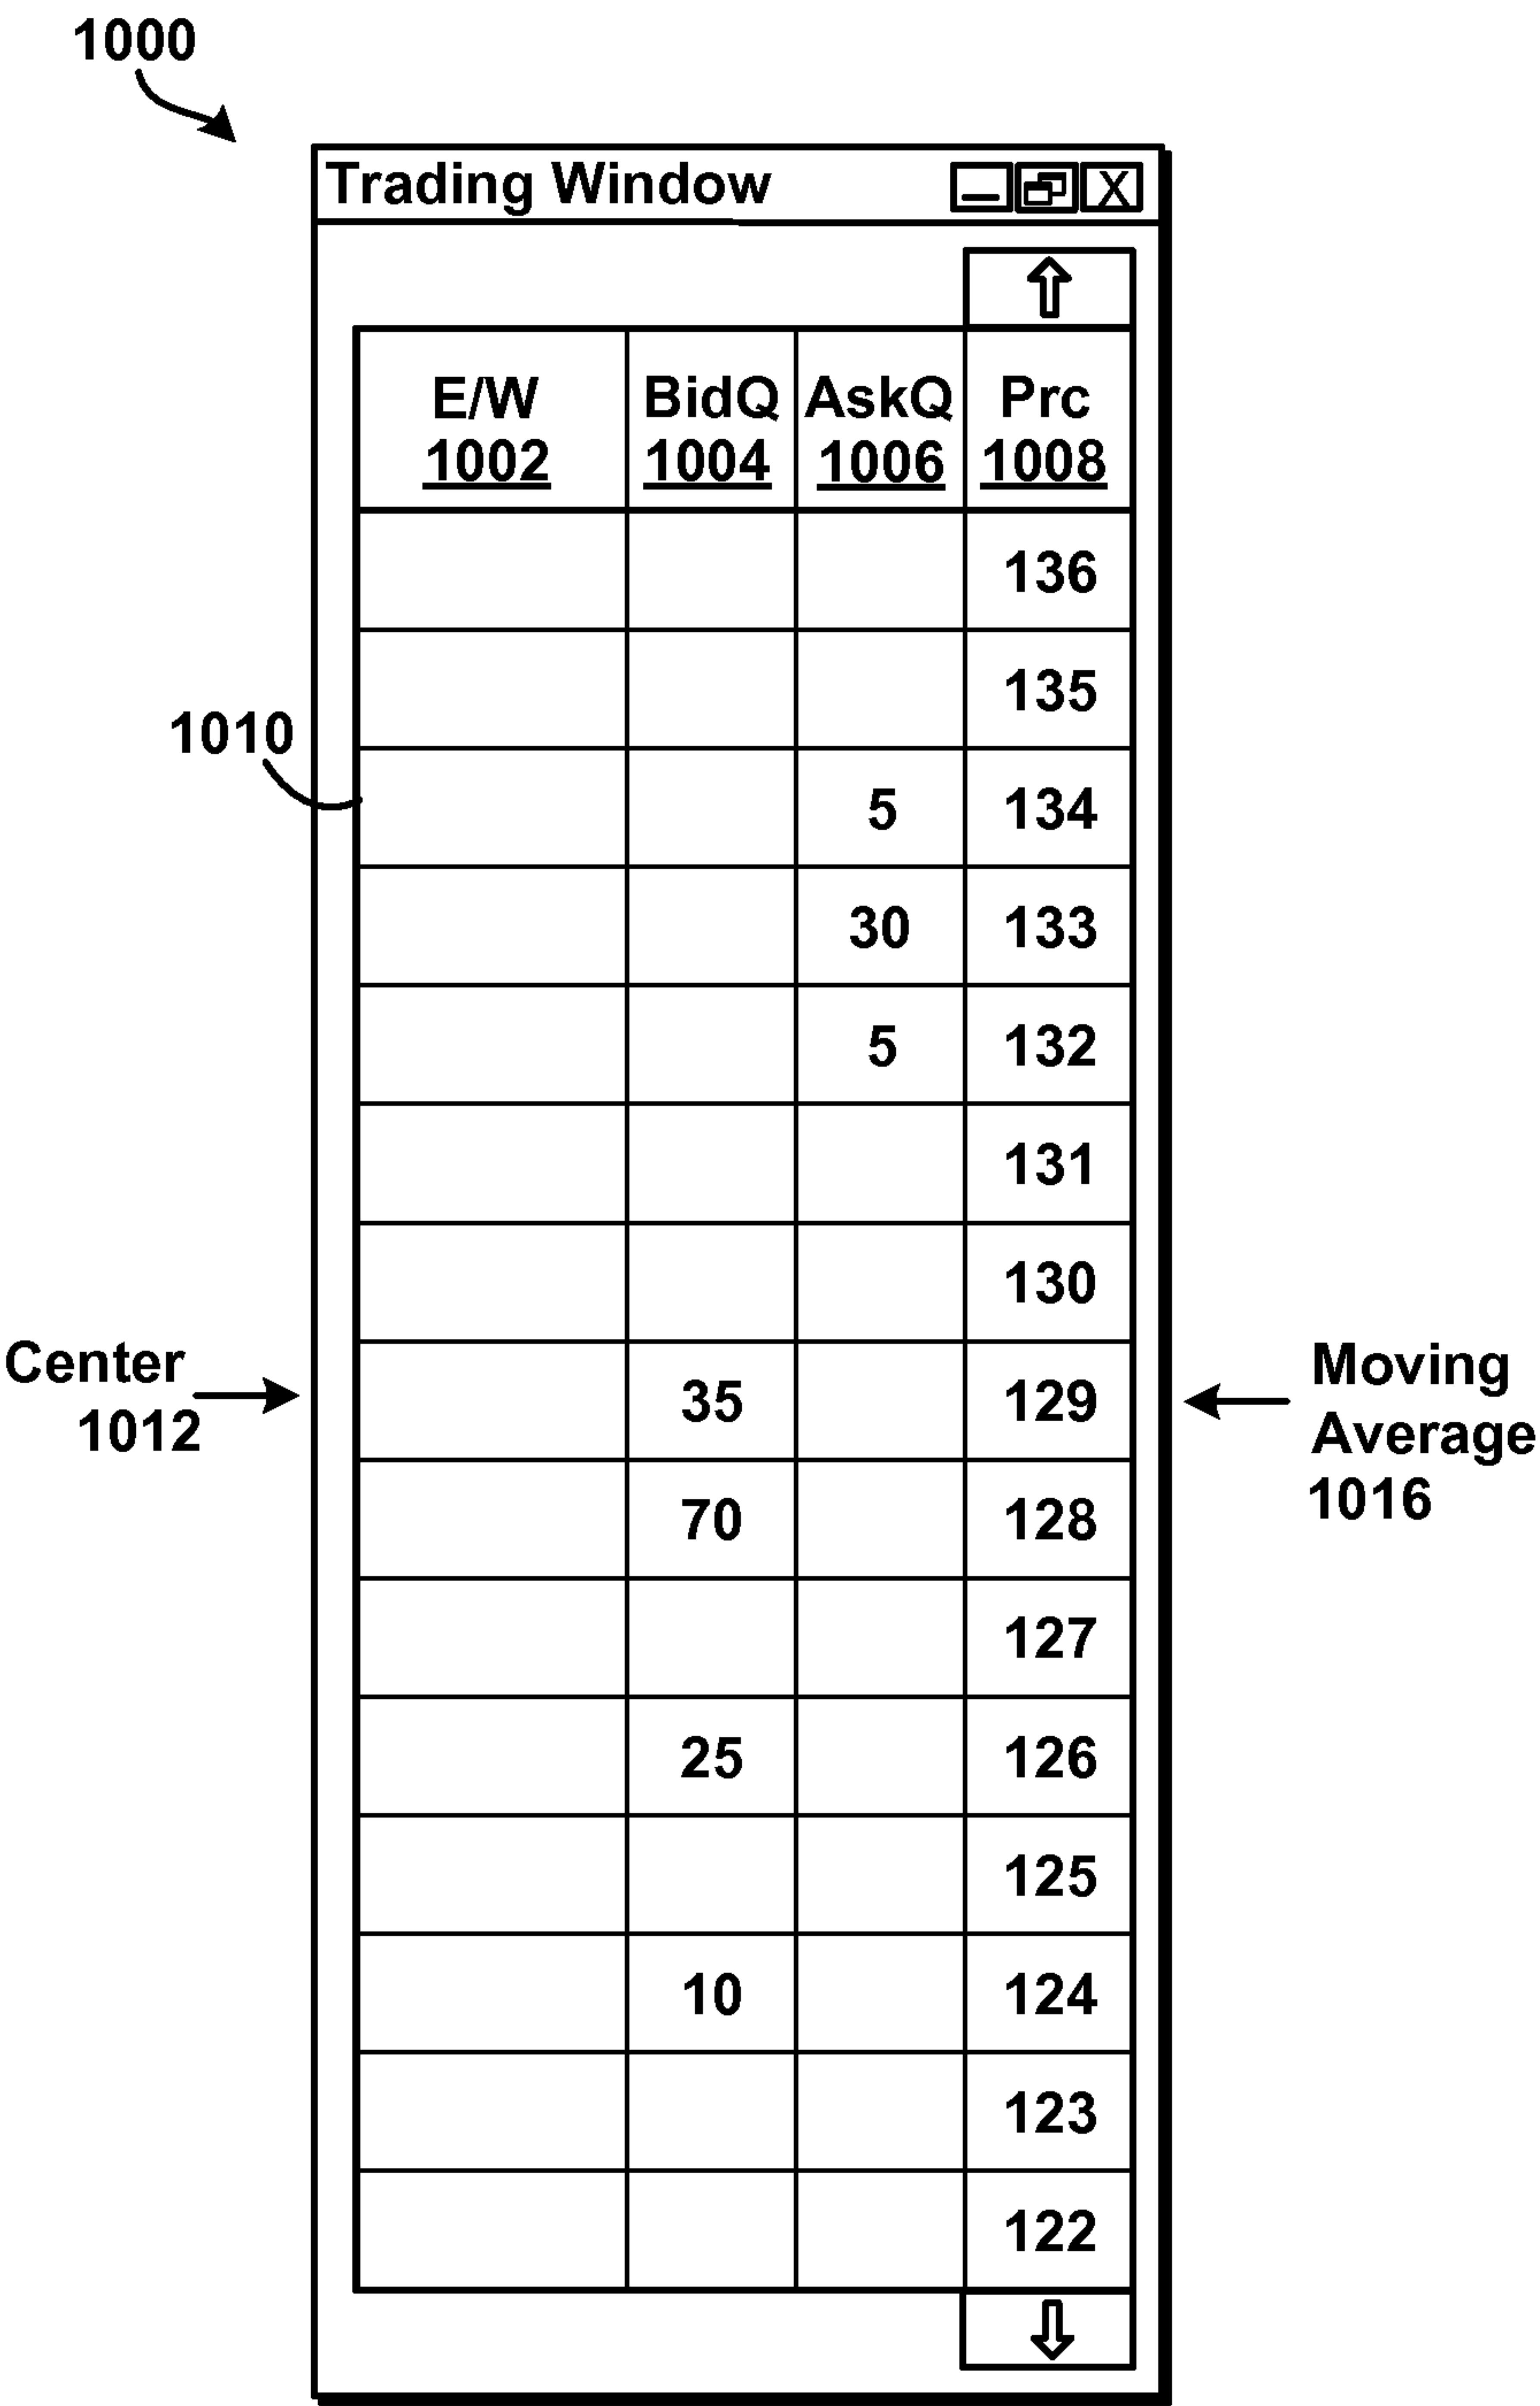 1000
Trading Window
X
E/W BidQ AskQ Prc
1002 1004 1006 1008
136
135
1010
5 134
30 133
5 132
131
130
Center
1012
35 129
Moving
Average
1016
70 128
127
25 126
125
10 124
123
122